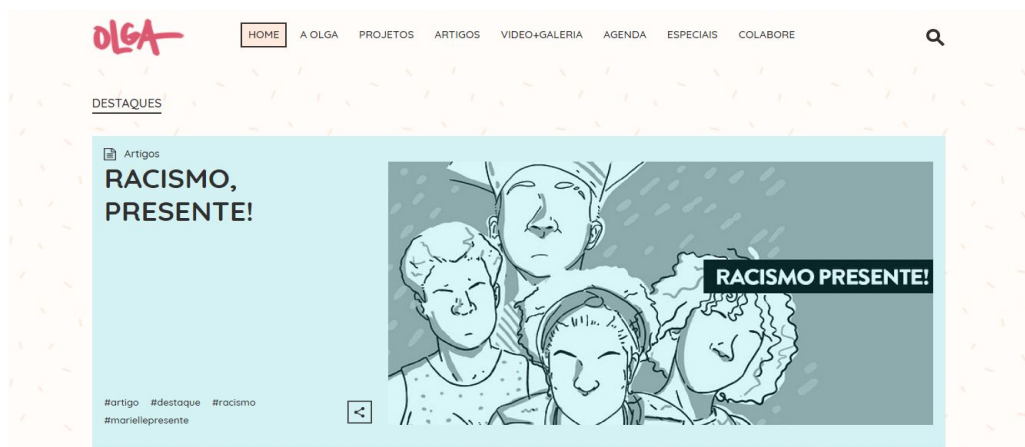 OLGA
HOME A OLGA PROJETOS ARTIGOS VIDEO+GALERIA AGENDA ESPECIAIS COLABORE
DESTAQUES
Artigos
RACISMO,
PRESENTE!
RACISMO PRESENTE!
#artigo #destaque #racismo
#mariellepresente